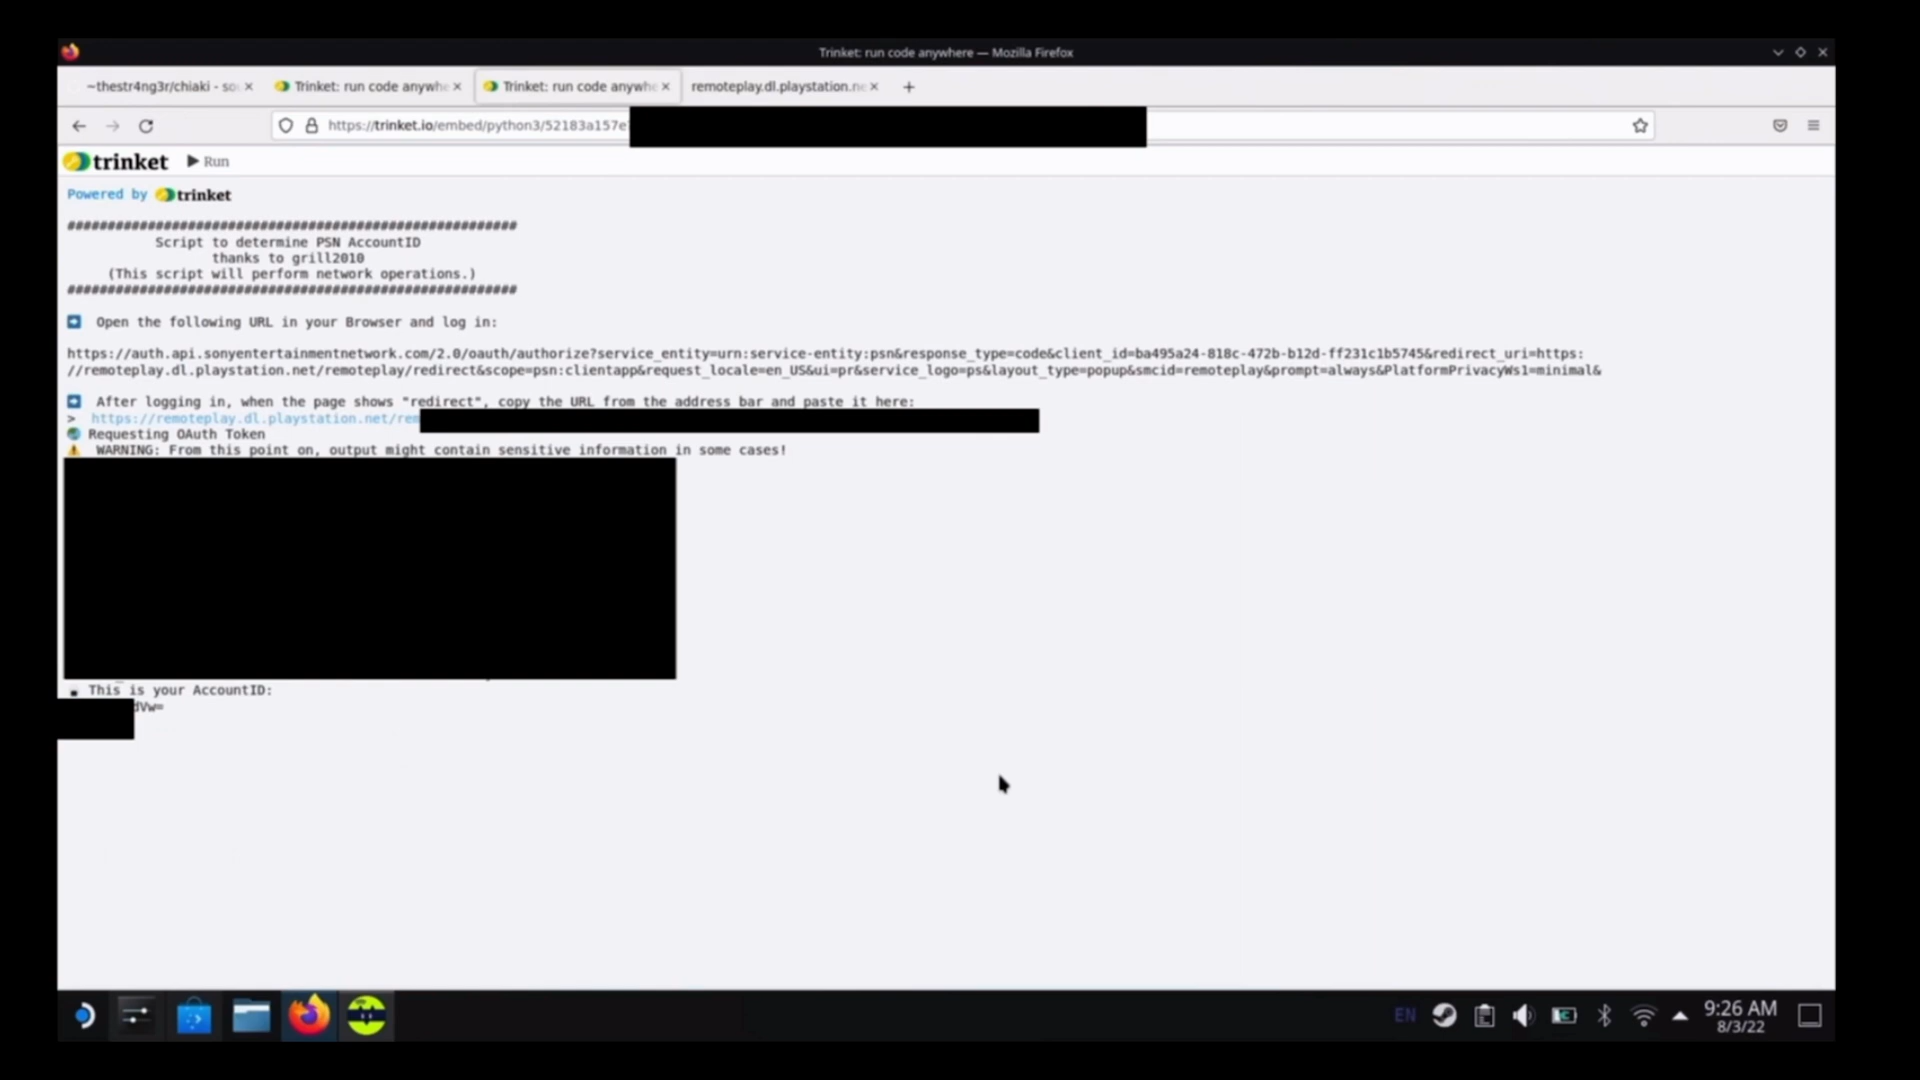 Trinket: run code anywhere — Mozilla Firefox
~thestr4ng3r/chiaki - so
Trinket: run code anywhe
Trinket: run code anywhe
remoteplay.dl.playstation.ne
https://trinket.io/embed/python3/52183a157e
trinket Run
Powered by trinket
########################################################
Script to determine PSN AccountID
thanks to grill2010
(This script will perform network operations.)
########################################################
Open the following URL in your Browser and log in:
https://auth.api.sonyentertainmentnetwork.com/2.0/oauth/authorize?service_entity=urn:service-entity:psn&response_type=code&client_id=ba495a24-818c-472b-b12d-ff231c1b5745&redirect_uri=https:
//remoteplay.dl.playstation.net/remoteplay/redirect&scope=psn:clientapp&request_locale=en_US&ui=pr&service_logo=ps&layout_type=popup&smcid=remoteplay&prompt=always&PlatformPrivacyWs1=minimal&
After logging in, when the page shows "redirect", copy the URL from the address bar and paste it here:
> https://remoteplay.dl.playstation.net/rem
Requesting OAuth Token
WARNING: From this point on, output might contain sensitive information in some cases!
This is your AccountID:
dVw=
EN
9:26 AM
8/3/22